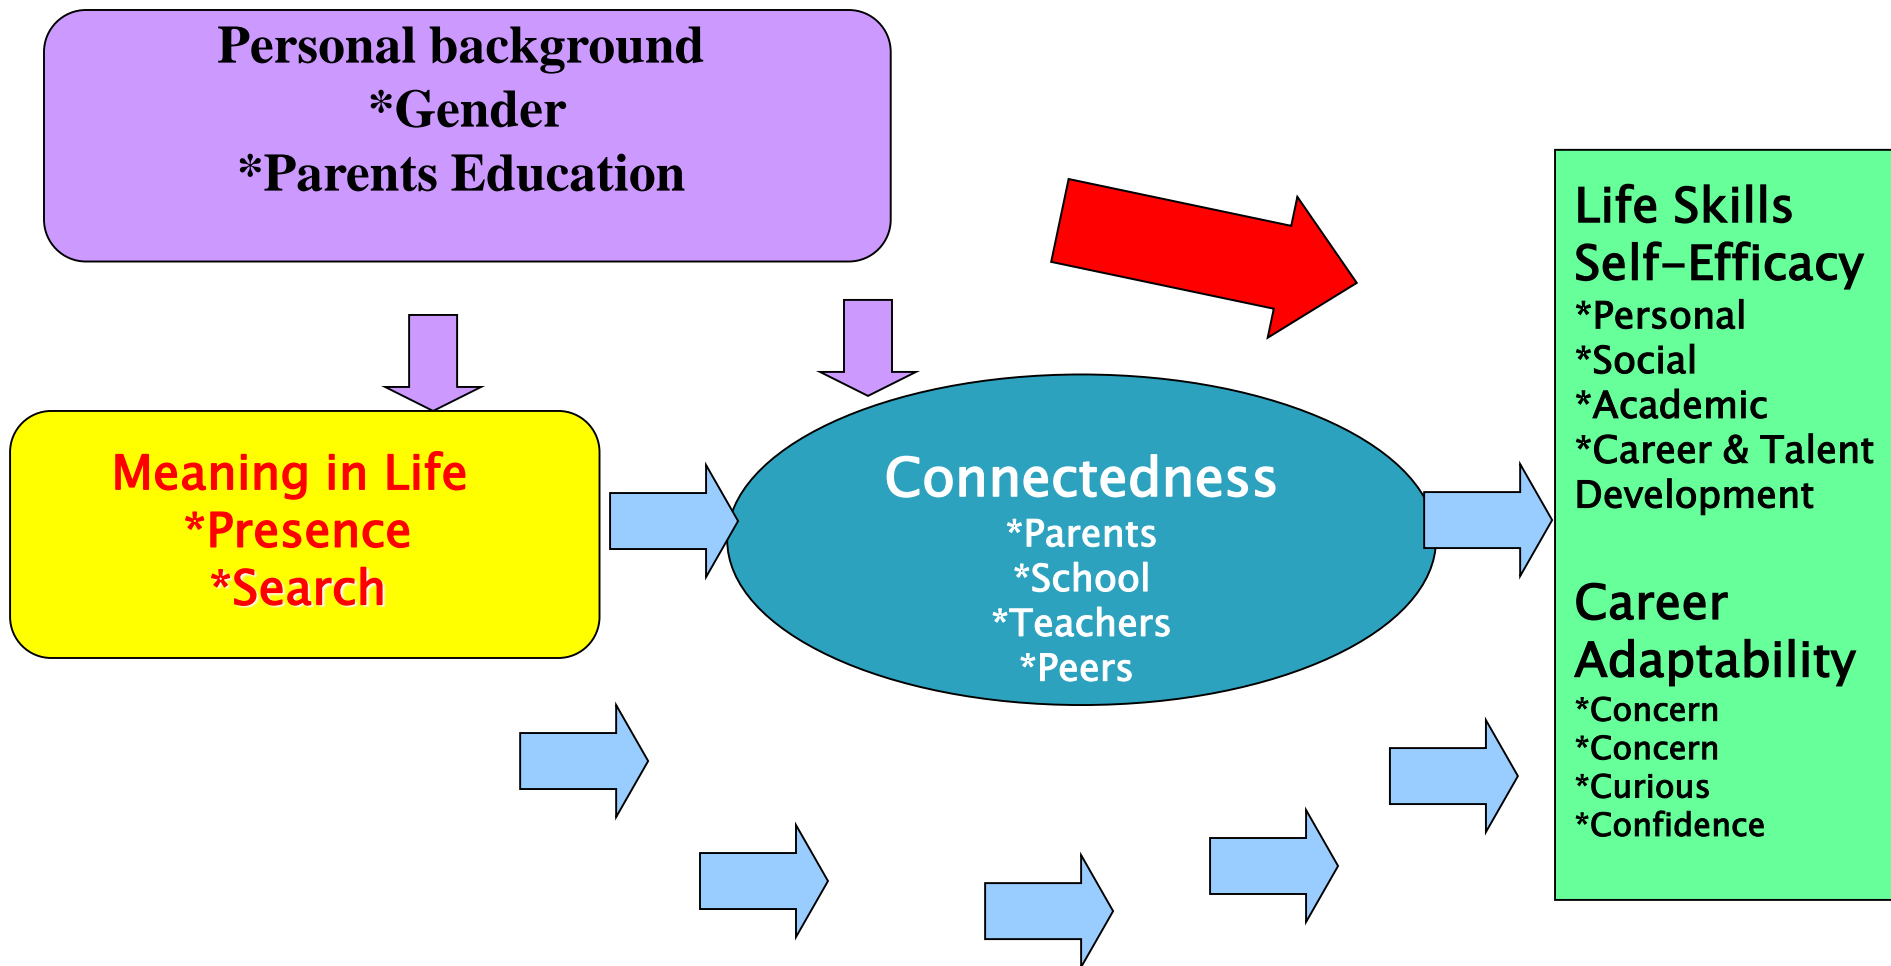 Personal background
*Gender
*Parents Education
Meaning in Life
*Presence
*Search
Connectedness
*Parents
*School
*Teachers
*Peers
Life Skills
Self-Efficacy
*Personal
*Social
*Academic
*Career & Talent
Development
Career
Adaptability
*Concern
*Concern
*Curious
*Confidence